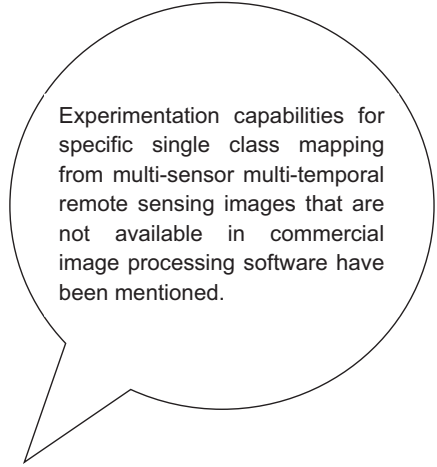 Experimentation capabilities for
specific single class mapping
from multi-sensor multi-temporal
remote sensing images that are
not available in commercial
image processing software have
been mentioned.